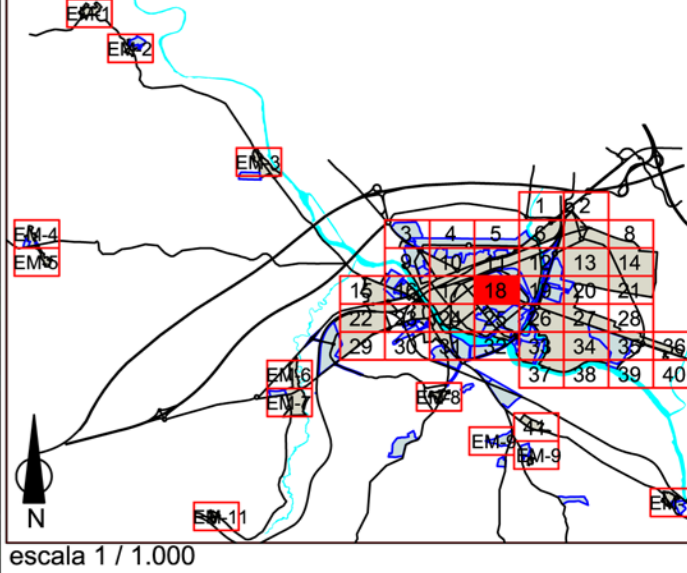 EM-1
EM-2
EM-3
EM-4
EM-5
1 2
3 4 5 6 7 8
9 10 11 12 13 14
15 16 17 18 19 20 21
22 23 24 25 26 27 28
29 30 31 32 33 34 35 36
37 38 39 40
EM-6
EM-7
EM-8
41
EM-9
EM-9
EM-11
N
escala 1 / 1.000